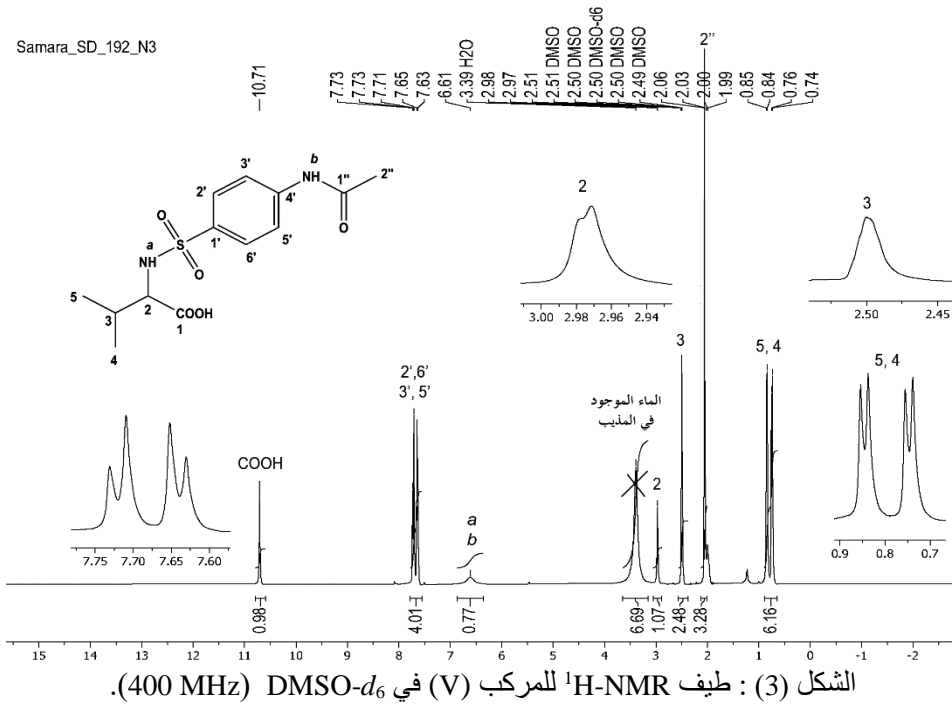 Samara_SD_192_N3
10.71
7.73
7.73
7.71
7.65
7.63
6.61
3.39 H2O
2.98
2.97
2.51
2.51 DMSO
2.50 DMSO
2.50 DMSO-d6
2.50 DMSO
2.49 DMSO
2.06
2.03
2.00
1.99
0.85
0.84
0.76
0.74
2''
b
3'
NH
1''
2''
2'
4'
O
O
S
1'
5'
6'
O
a
NH
O
5
3
2
1
OH
O
4
2
3.00 2.98 2.96 2.94
3
2.50 2.45
2',6'
3', 5'
3
5, 4
5, 4
الماء الموجود
في المذيب
COOH
2
a
b
7.75 7.70 7.65 7.60
0.9 0.8 0.7
0.98
4.01
0.77
6.69
1.07
2.48
3.28
6.16
15 14 13 12 11 10 9 8 7 6 5 4 3 2 1 0 -1 -2
الشكل (3) : طيف ¹H-NMR للمركب (V) في DMSO-d₆ (400 MHz).